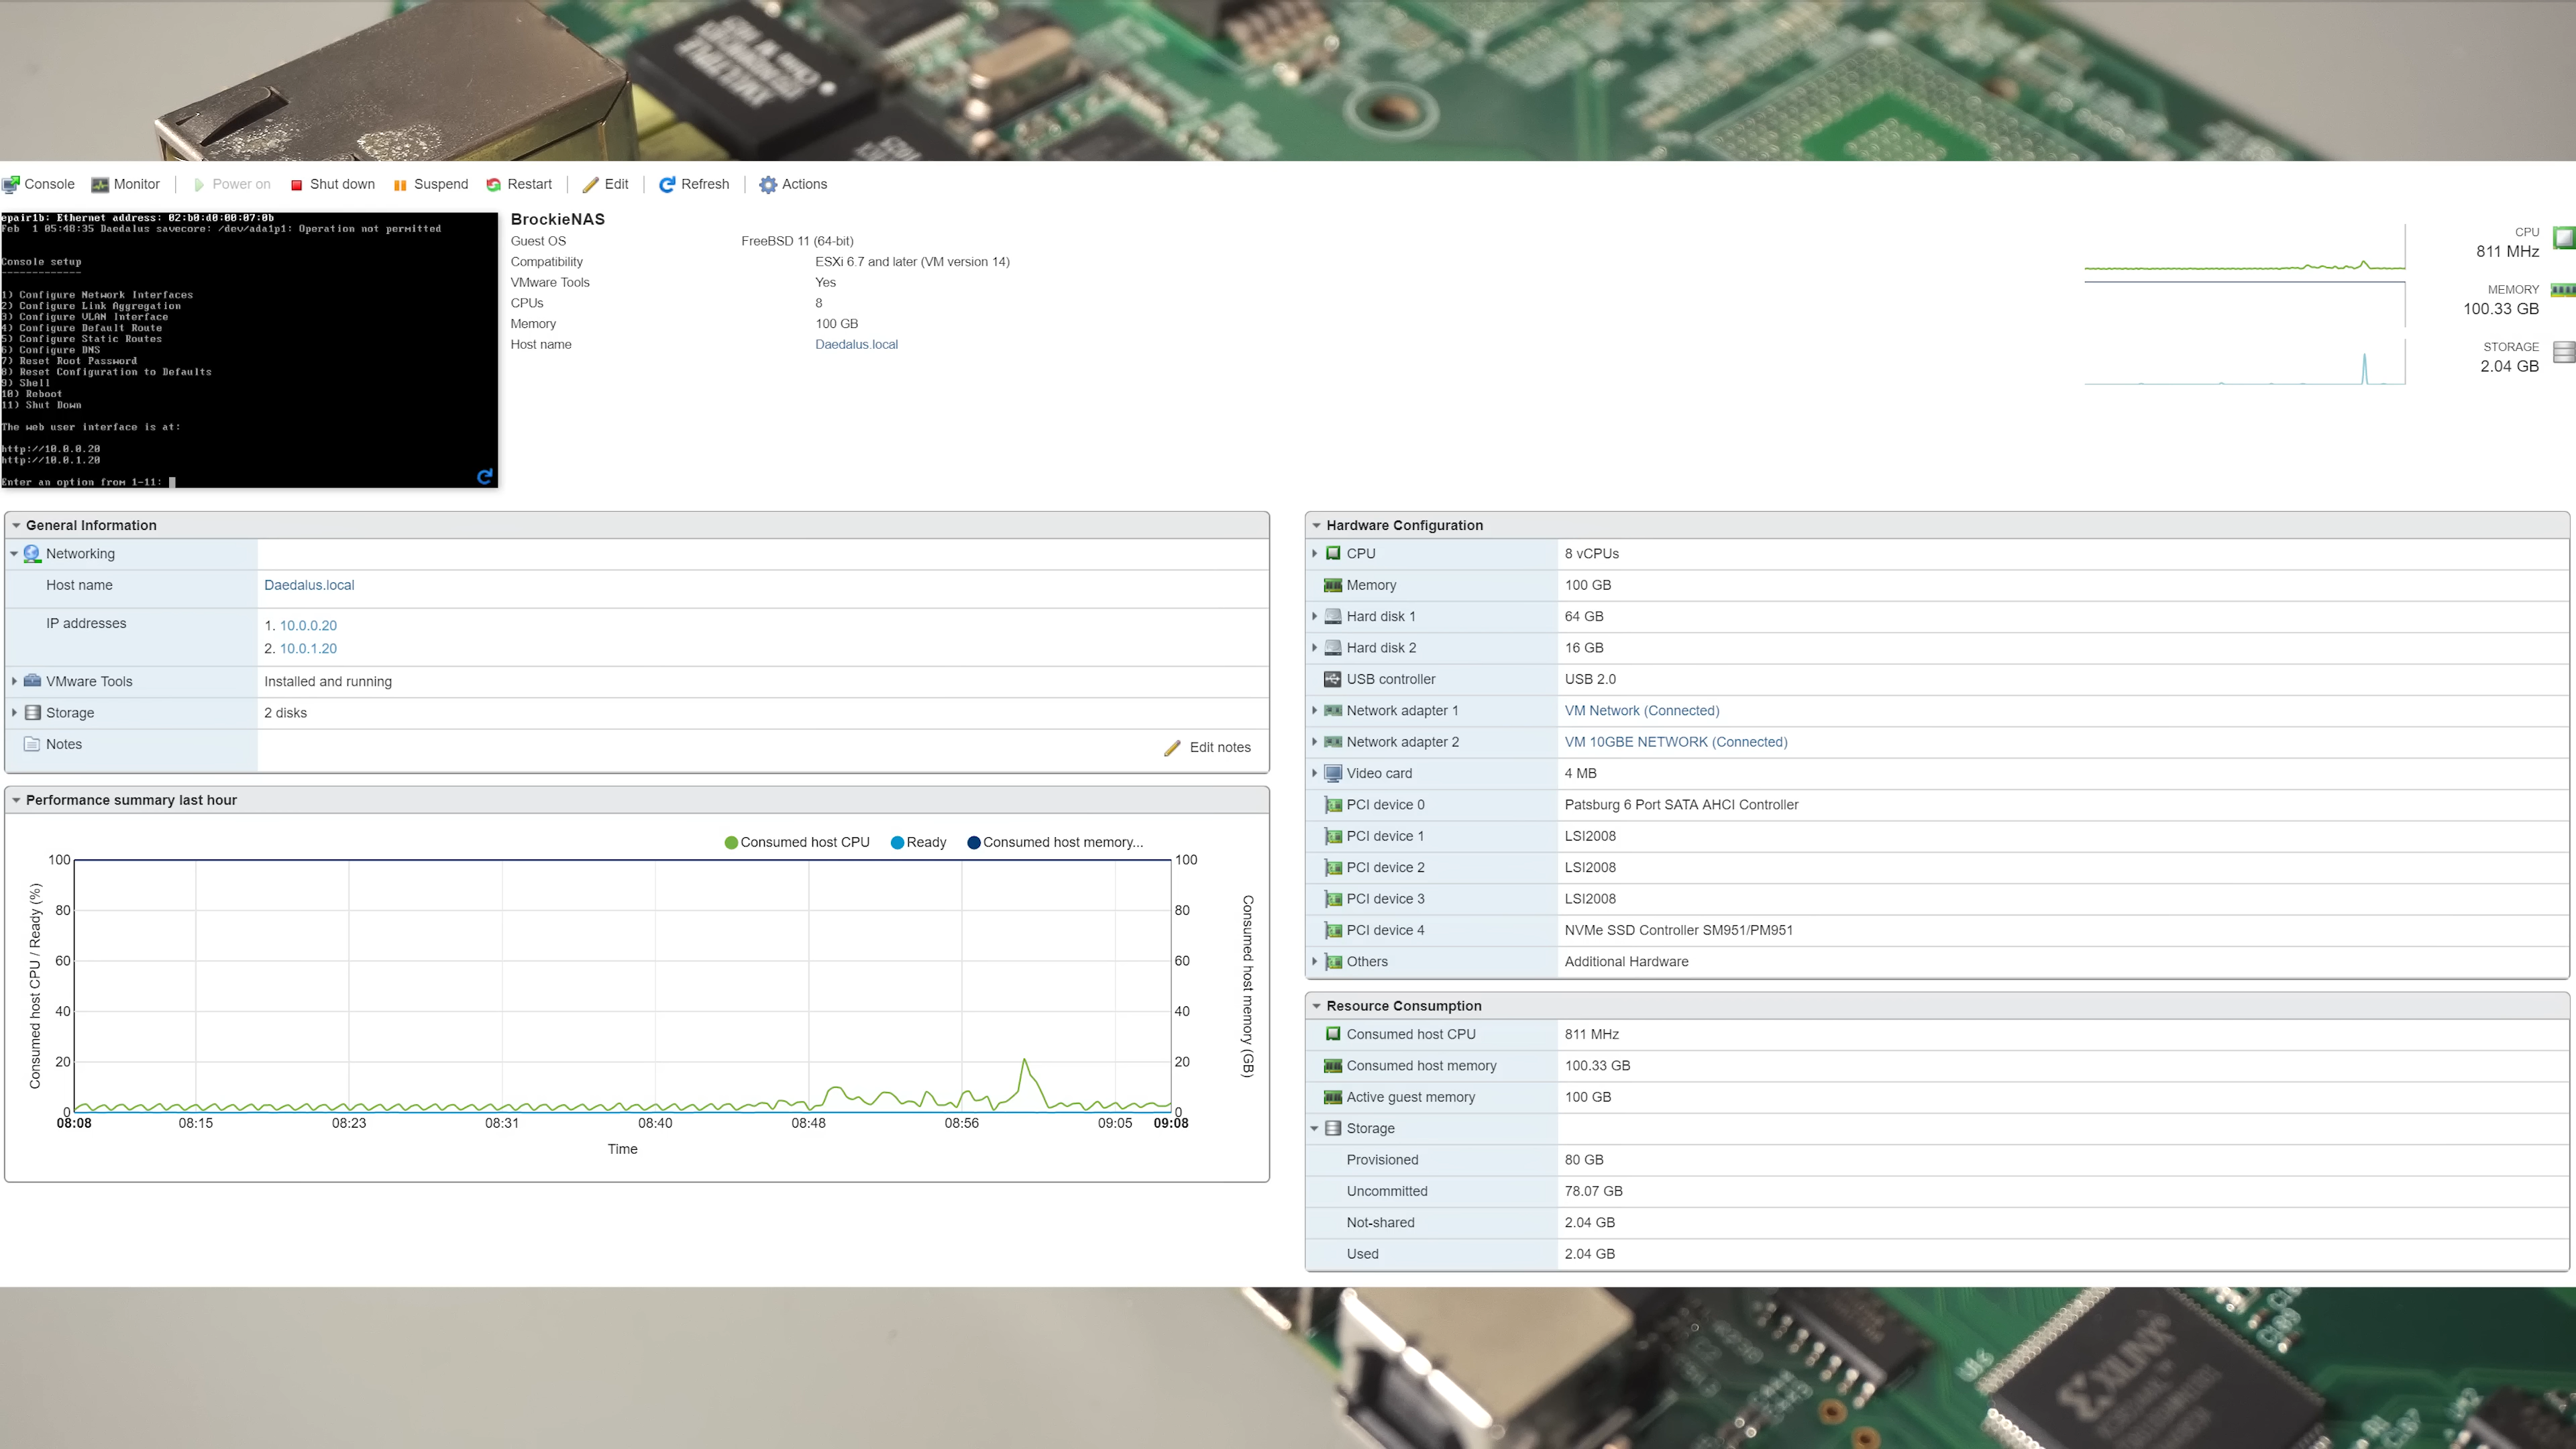 Console Monitor Power on Shut down Suspend Restart Edit Refresh Actions
epair1b: Ethernet address: 02:b0:d0:00:07:0b
Feb 1 05:48:35 Daedalus savecore: /dev/ada1p1: Operation not permitted
Console setup
-------------
1) Configure Network Interfaces
2) Configure Link Aggregation
3) Configure VLAN Interface
4) Configure Default Route
5) Configure Static Routes
6) Configure DNS
7) Reset Root Password
8) Reset Configuration to Defaults
9) Shell
10) Reboot
11) Shut Down
The web user interface is at:
http://10.0.0.20
http://10.0.1.20
Enter an option from 1-11:
BrockieNAS
Guest OS FreeBSD 11 (64-bit)
Compatibility ESXi 6.7 and later (VM version 14)
VMware Tools Yes
CPUs 8
Memory 100 GB
Host name Daedalus.local
CPU
811 MHz
MEMORY
100.33 GB
STORAGE
2.04 GB
General Information
Networking
Host name Daedalus.local
IP addresses 1. 10.0.0.20
2. 10.0.1.20
VMware Tools Installed and running
Storage 2 disks
Notes Edit notes
Performance summary last hour
Consumed host CPU Ready Consumed host memory...
Consumed host CPU / Ready (%)
100 100
80 80
60 60
40 40
20 20
0 0
Consumed host memory (GB)
08:08 08:15 08:23 08:31 08:40 08:48 08:56 09:05 09:08
Time
Hardware Configuration
CPU 8 vCPUs
Memory 100 GB
Hard disk 1 64 GB
Hard disk 2 16 GB
USB controller USB 2.0
Network adapter 1 VM Network (Connected)
Network adapter 2 VM 10GBE NETWORK (Connected)
Video card 4 MB
PCI device 0 Patsburg 6 Port SATA AHCI Controller
PCI device 1 LSI2008
PCI device 2 LSI2008
PCI device 3 LSI2008
PCI device 4 NVMe SSD Controller SM951/PM951
Others Additional Hardware
Resource Consumption
Consumed host CPU 811 MHz
Consumed host memory 100.33 GB
Active guest memory 100 GB
Storage
Provisioned 80 GB
Uncommitted 78.07 GB
Not-shared 2.04 GB
Used 2.04 GB
XILINX